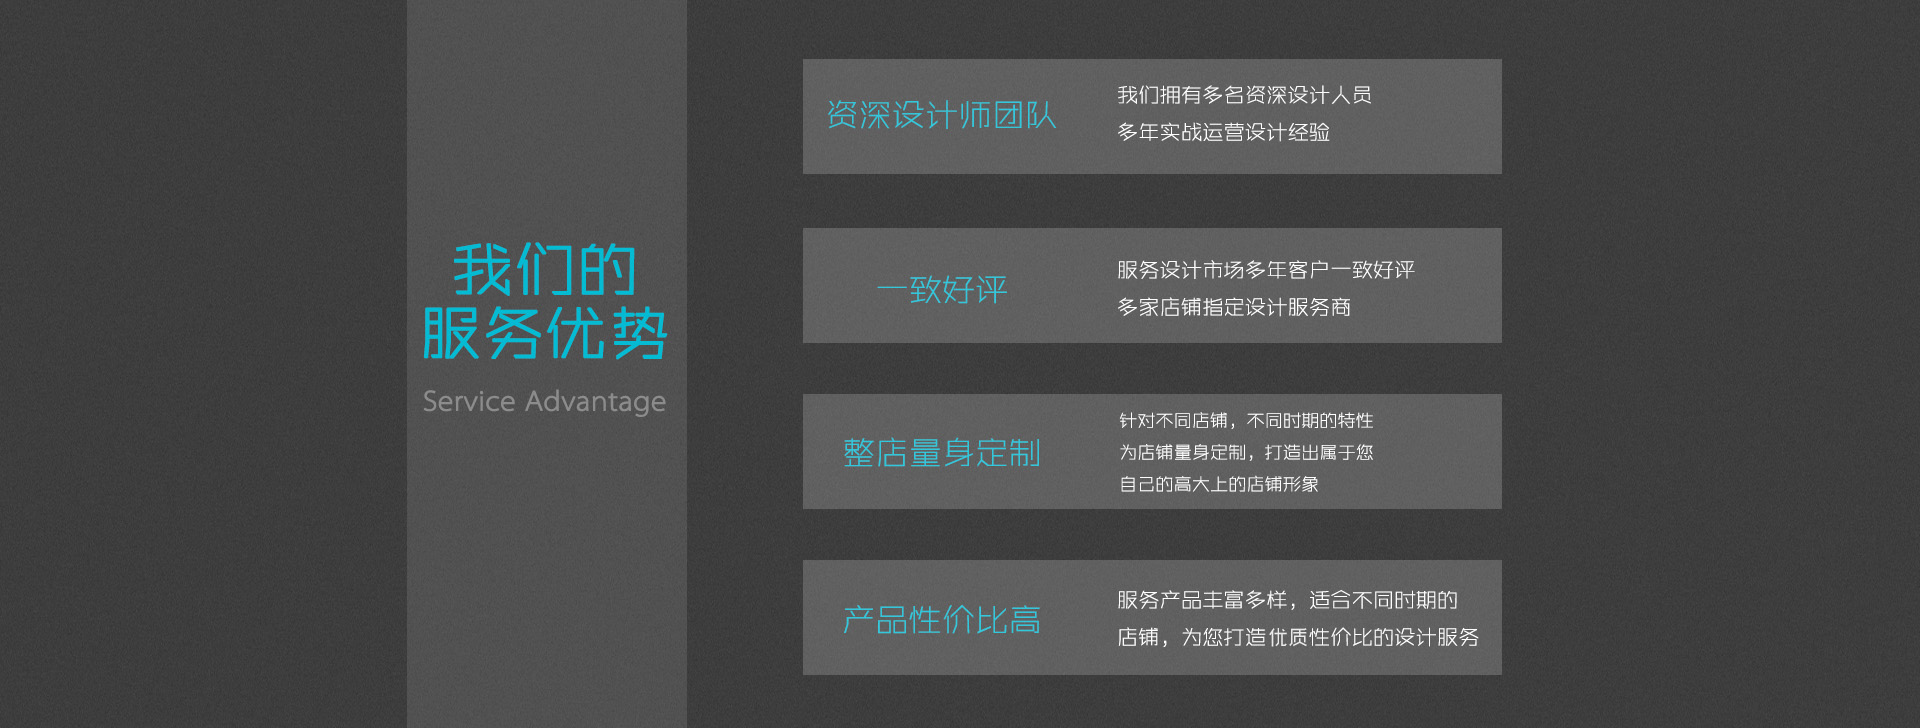 我们的
服务优势
Service Advantage
资深设计师团队
我们拥有多名资深设计人员
多年实战运营设计经验
一致好评
服务设计市场多年客户一致好评
多家店铺指定设计服务商
整店量身定制
针对不同店铺，不同时期的特性
为店铺量身定制，打造出属于您
自己的高大上的店铺形象
产品性价比高
服务产品丰富多样，适合不同时期的
店铺，为您打造优质性价比的设计服务